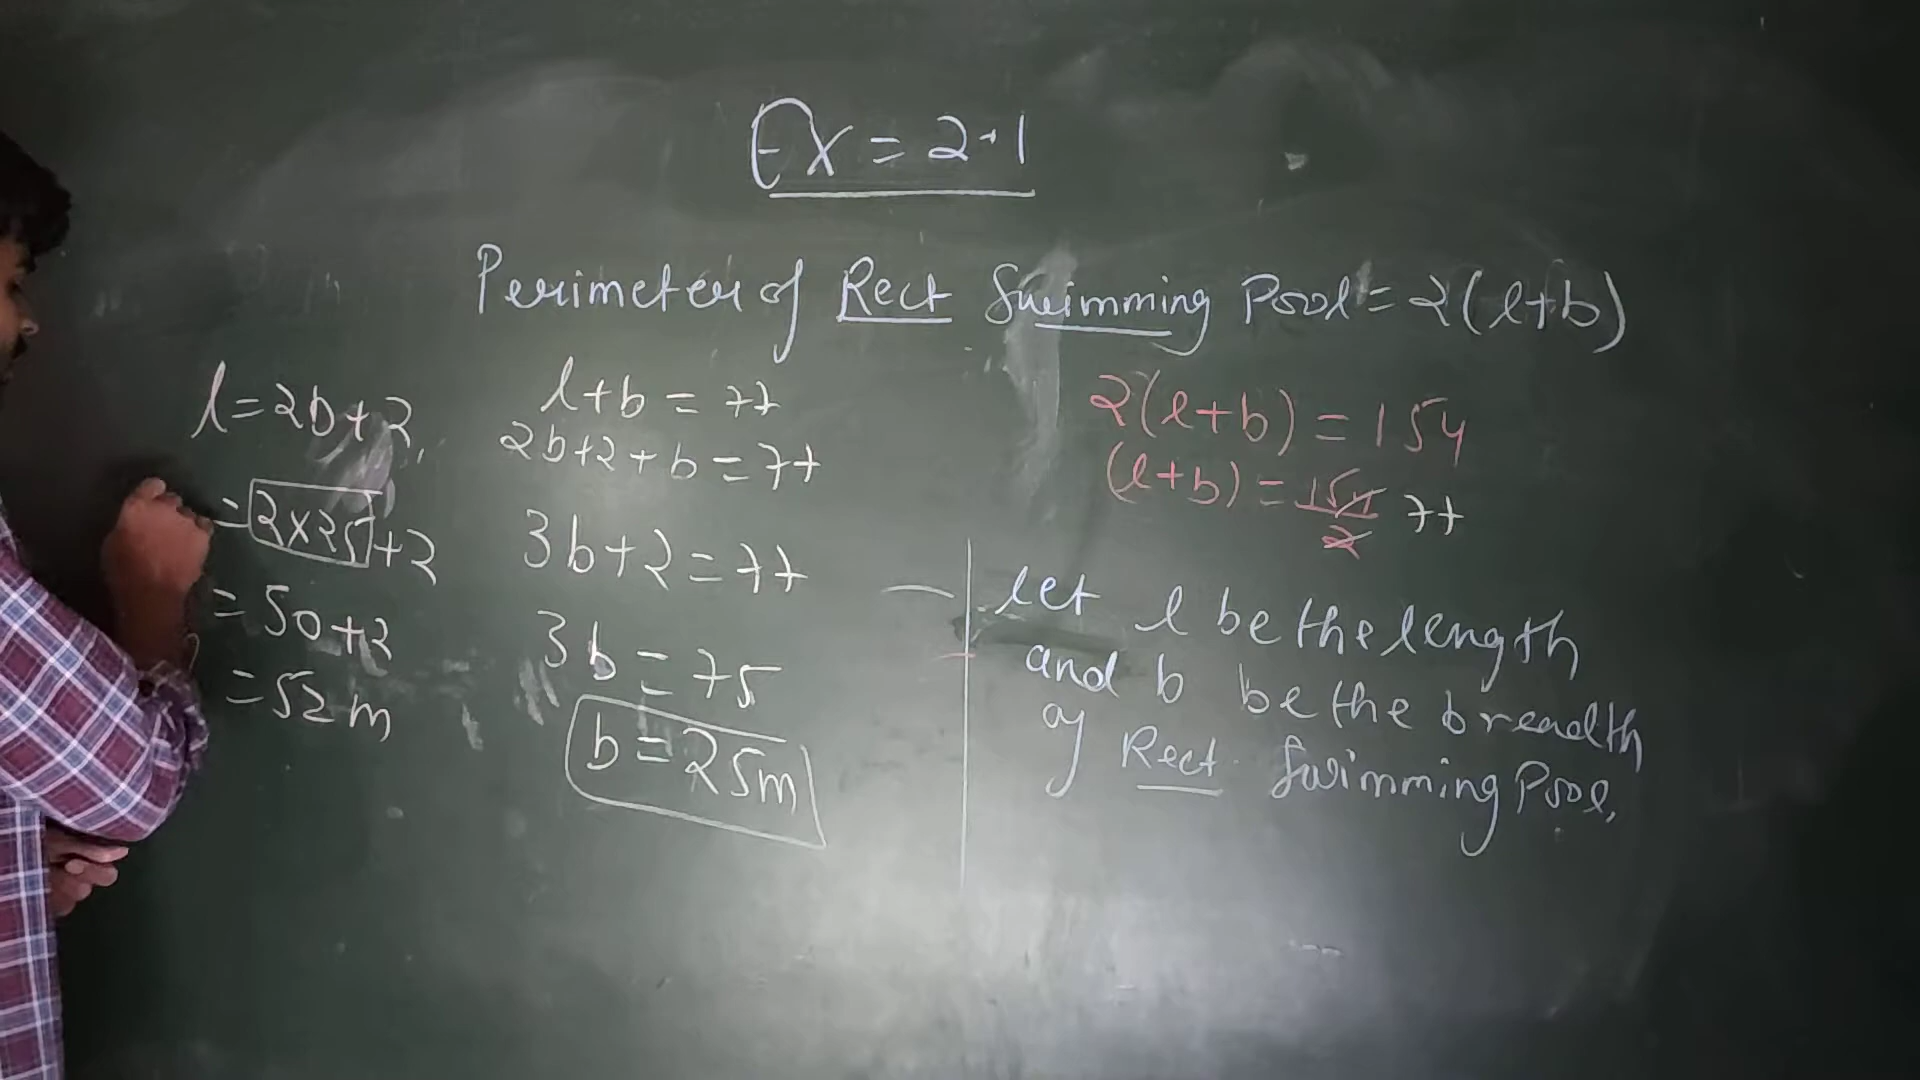 Ex = 2.1
Perimeter of Rect Swimming Pool = 2(l+b)
2(l+b) = 154
(l+b) = 154/2 77
let l be the length
and b be the breadth
of Rect. Swimming Pool.
l+b = 77
2b+2+b = 77
3b+2 = 77
3b = 75
b = 25m
l = 2b+2,
= 2x25+2
= 50+2
= 52m